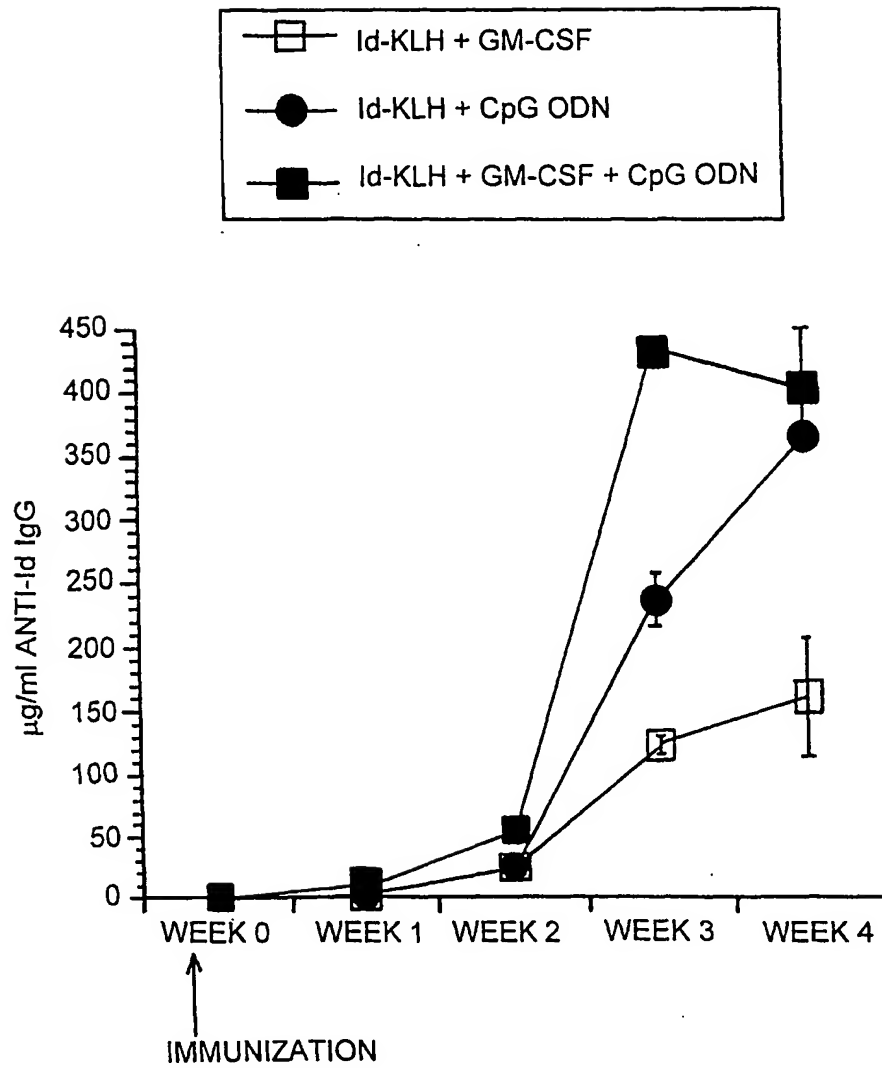 Id-KLH + GM-CSF
Id-KLH + CpG ODN
Id-KLH + GM-CSF + CpG ODN
450
400
350
300
250
200
150
100
50
0
µg/ml ANTI-Id IgG
WEEK 0
WEEK 1
WEEK 2
WEEK 3
WEEK 4
IMMUNIZATION